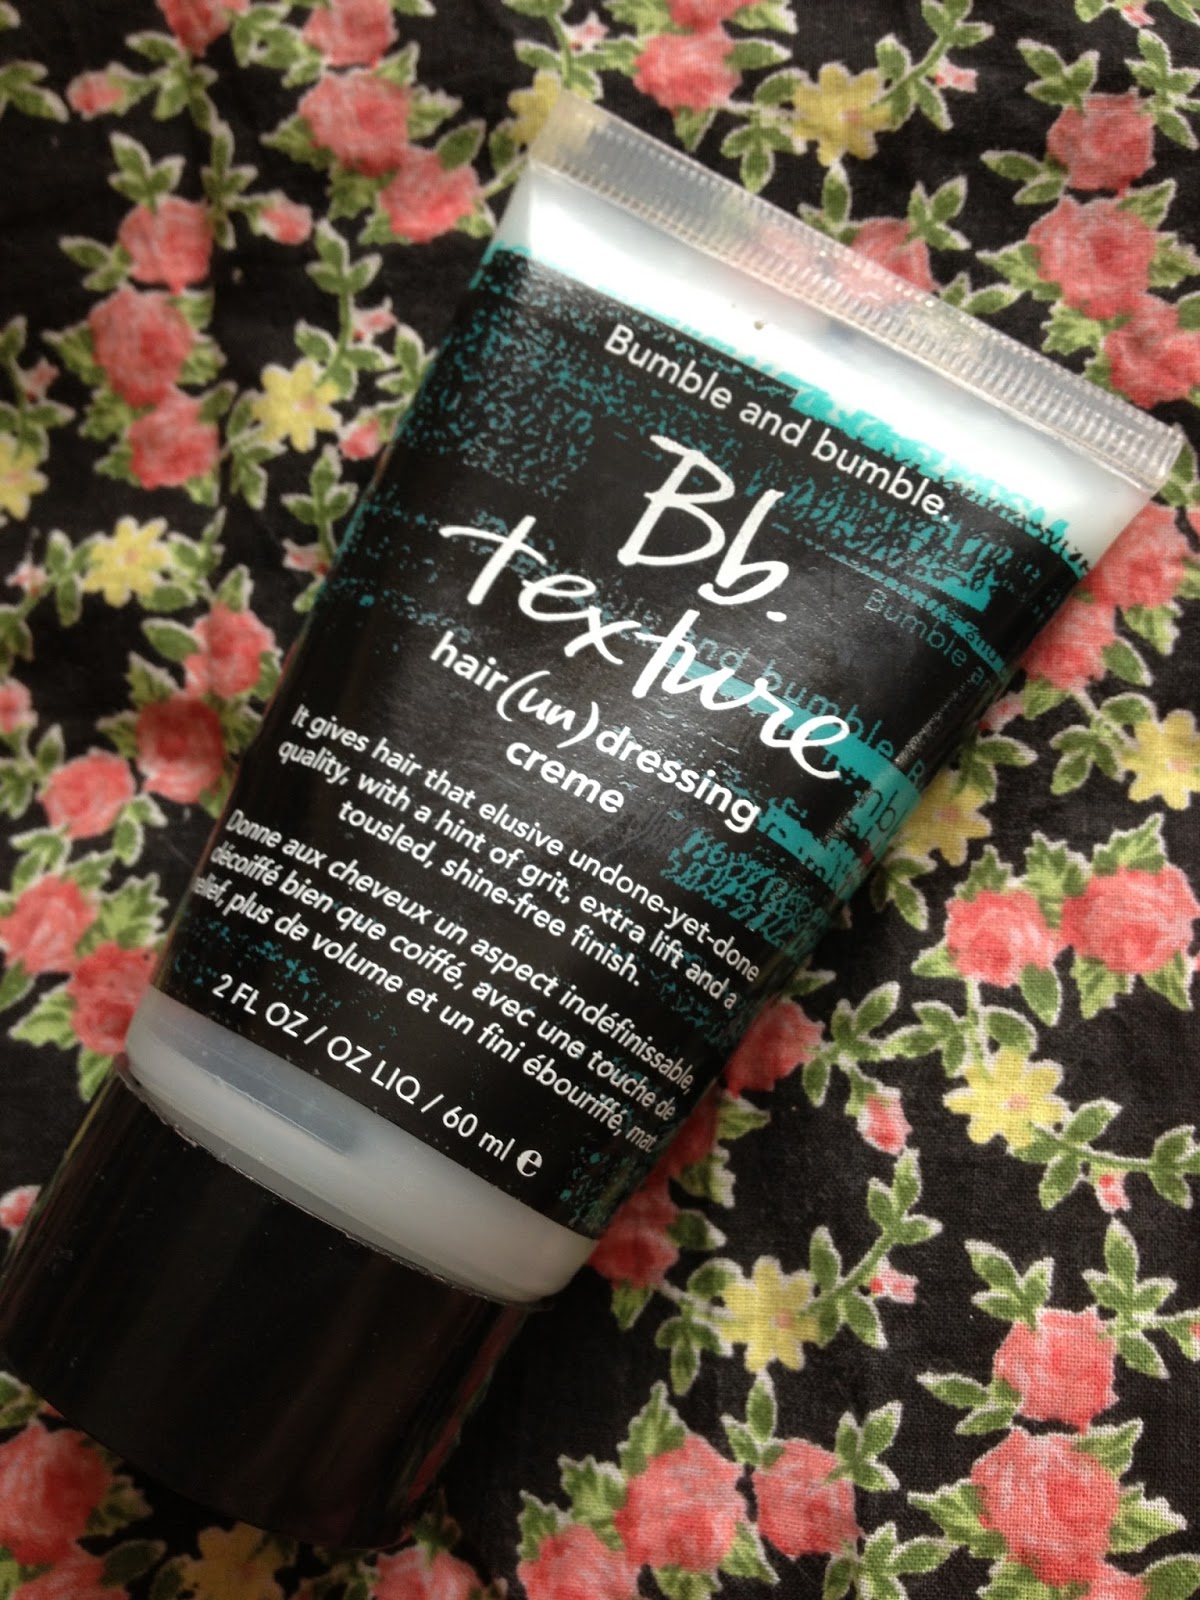 Bumble and bumble.
Bb.
texture
hair (un) dressing
creme
It gives hair that elusive undone-yet-done
quality, with a hint of grit, extra lift and a
tousled, shine-free finish.
Donne aux cheveux un aspect indéfinissable,
décoiffé bien que coiffé, avec une touche de
relief, plus de volume et un fini ébouriffé, mat.
2 FL OZ / OZ LIQ / 60 ml e